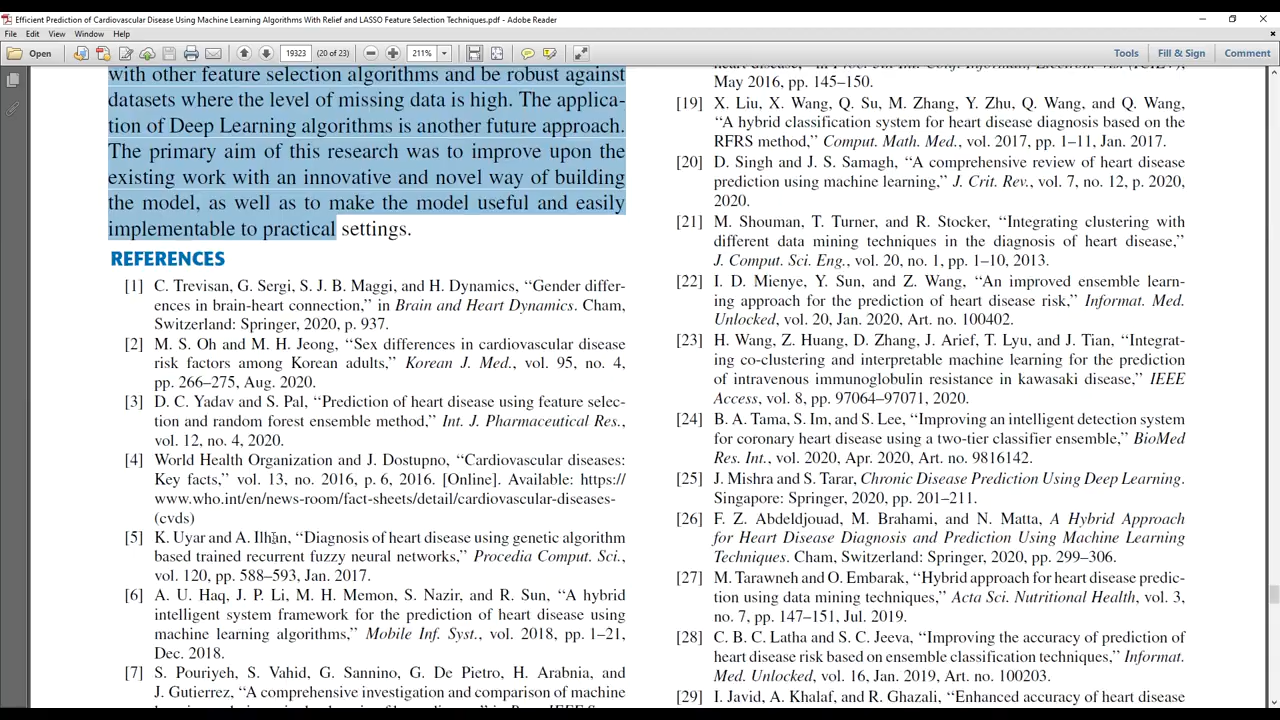 Efficient Prediction of Cardiovascular Disease Using Machine Learning Algorithms With Relief and LASSO Feature Selection Techniques.pdf - Adobe Reader
File Edit View Window Help
Open 19323 (20 of 23) 211% Tools Fill & Sign Comment
with other feature selection algorithms and be robust against
datasets where the level of missing data is high. The applica-
tion of Deep Learning algorithms is another future approach.
The primary aim of this research was to improve upon the
existing work with an innovative and novel way of building
the model, as well as to make the model useful and easily
implementable to practical settings.
REFERENCES
[1] C. Trevisan, G. Sergi, S. J. B. Maggi, and H. Dynamics, “Gender differ-
ences in brain-heart connection,” in Brain and Heart Dynamics. Cham,
Switzerland: Springer, 2020, p. 937.
[2] M. S. Oh and M. H. Jeong, “Sex differences in cardiovascular disease
risk factors among Korean adults,” Korean J. Med., vol. 95, no. 4,
pp. 266–275, Aug. 2020.
[3] D. C. Yadav and S. Pal, “Prediction of heart disease using feature selec-
tion and random forest ensemble method,” Int. J. Pharmaceutical Res.,
vol. 12, no. 4, 2020.
[4] World Health Organization and J. Dostupno, “Cardiovascular diseases:
Key facts,” vol. 13, no. 2016, p. 6, 2016. [Online]. Available: https://
www.who.int/en/news-room/fact-sheets/detail/cardiovascular-diseases-
(cvds)
[5] K. Uyar and A. Ilhan, “Diagnosis of heart disease using genetic algorithm
based trained recurrent fuzzy neural networks,” Procedia Comput. Sci.,
vol. 120, pp. 588–593, Jan. 2017.
[6] A. U. Haq, J. P. Li, M. H. Memon, S. Nazir, and R. Sun, “A hybrid
intelligent system framework for the prediction of heart disease using
machine learning algorithms,” Mobile Inf. Syst., vol. 2018, pp. 1–21,
Dec. 2018.
[7] S. Pouriyeh, S. Vahid, G. Sannino, G. De Pietro, H. Arabnia, and
J. Gutierrez, “A comprehensive investigation and comparison of machine
May 2016, pp. 145–150.
[19] X. Liu, X. Wang, Q. Su, M. Zhang, Y. Zhu, Q. Wang, and Q. Wang,
“A hybrid classification system for heart disease diagnosis based on the
RFRS method,” Comput. Math. Med., vol. 2017, pp. 1–11, Jan. 2017.
[20] D. Singh and J. S. Samagh, “A comprehensive review of heart disease
prediction using machine learning,” J. Crit. Rev., vol. 7, no. 12, p. 2020,
2020.
[21] M. Shouman, T. Turner, and R. Stocker, “Integrating clustering with
different data mining techniques in the diagnosis of heart disease,”
J. Comput. Sci. Eng., vol. 20, no. 1, pp. 1–10, 2013.
[22] I. D. Mienye, Y. Sun, and Z. Wang, “An improved ensemble learn-
ing approach for the prediction of heart disease risk,” Informat. Med.
Unlocked, vol. 20, Jan. 2020, Art. no. 100402.
[23] H. Wang, Z. Huang, D. Zhang, J. Arief, T. Lyu, and J. Tian, “Integrat-
ing co-clustering and interpretable machine learning for the prediction
of intravenous immunoglobulin resistance in kawasaki disease,” IEEE
Access, vol. 8, pp. 97064–97071, 2020.
[24] B. A. Tama, S. Im, and S. Lee, “Improving an intelligent detection system
for coronary heart disease using a two-tier classifier ensemble,” BioMed
Res. Int., vol. 2020, Apr. 2020, Art. no. 9816142.
[25] J. Mishra and S. Tarar, Chronic Disease Prediction Using Deep Learning.
Singapore: Springer, 2020, pp. 201–211.
[26] F. Z. Abdeldjouad, M. Brahami, and N. Matta, A Hybrid Approach
for Heart Disease Diagnosis and Prediction Using Machine Learning
Techniques. Cham, Switzerland: Springer, 2020, pp. 299–306.
[27] M. Tarawneh and O. Embarak, “Hybrid approach for heart disease predic-
tion using data mining techniques,” Acta Sci. Nutritional Health, vol. 3,
no. 7, pp. 147–151, Jul. 2019.
[28] C. B. C. Latha and S. C. Jeeva, “Improving the accuracy of prediction of
heart disease risk based on ensemble classification techniques,” Informat.
Med. Unlocked, vol. 16, Jan. 2019, Art. no. 100203.
[29] I. Javid, A. Khalaf, and R. Ghazali, “Enhanced accuracy of heart disease